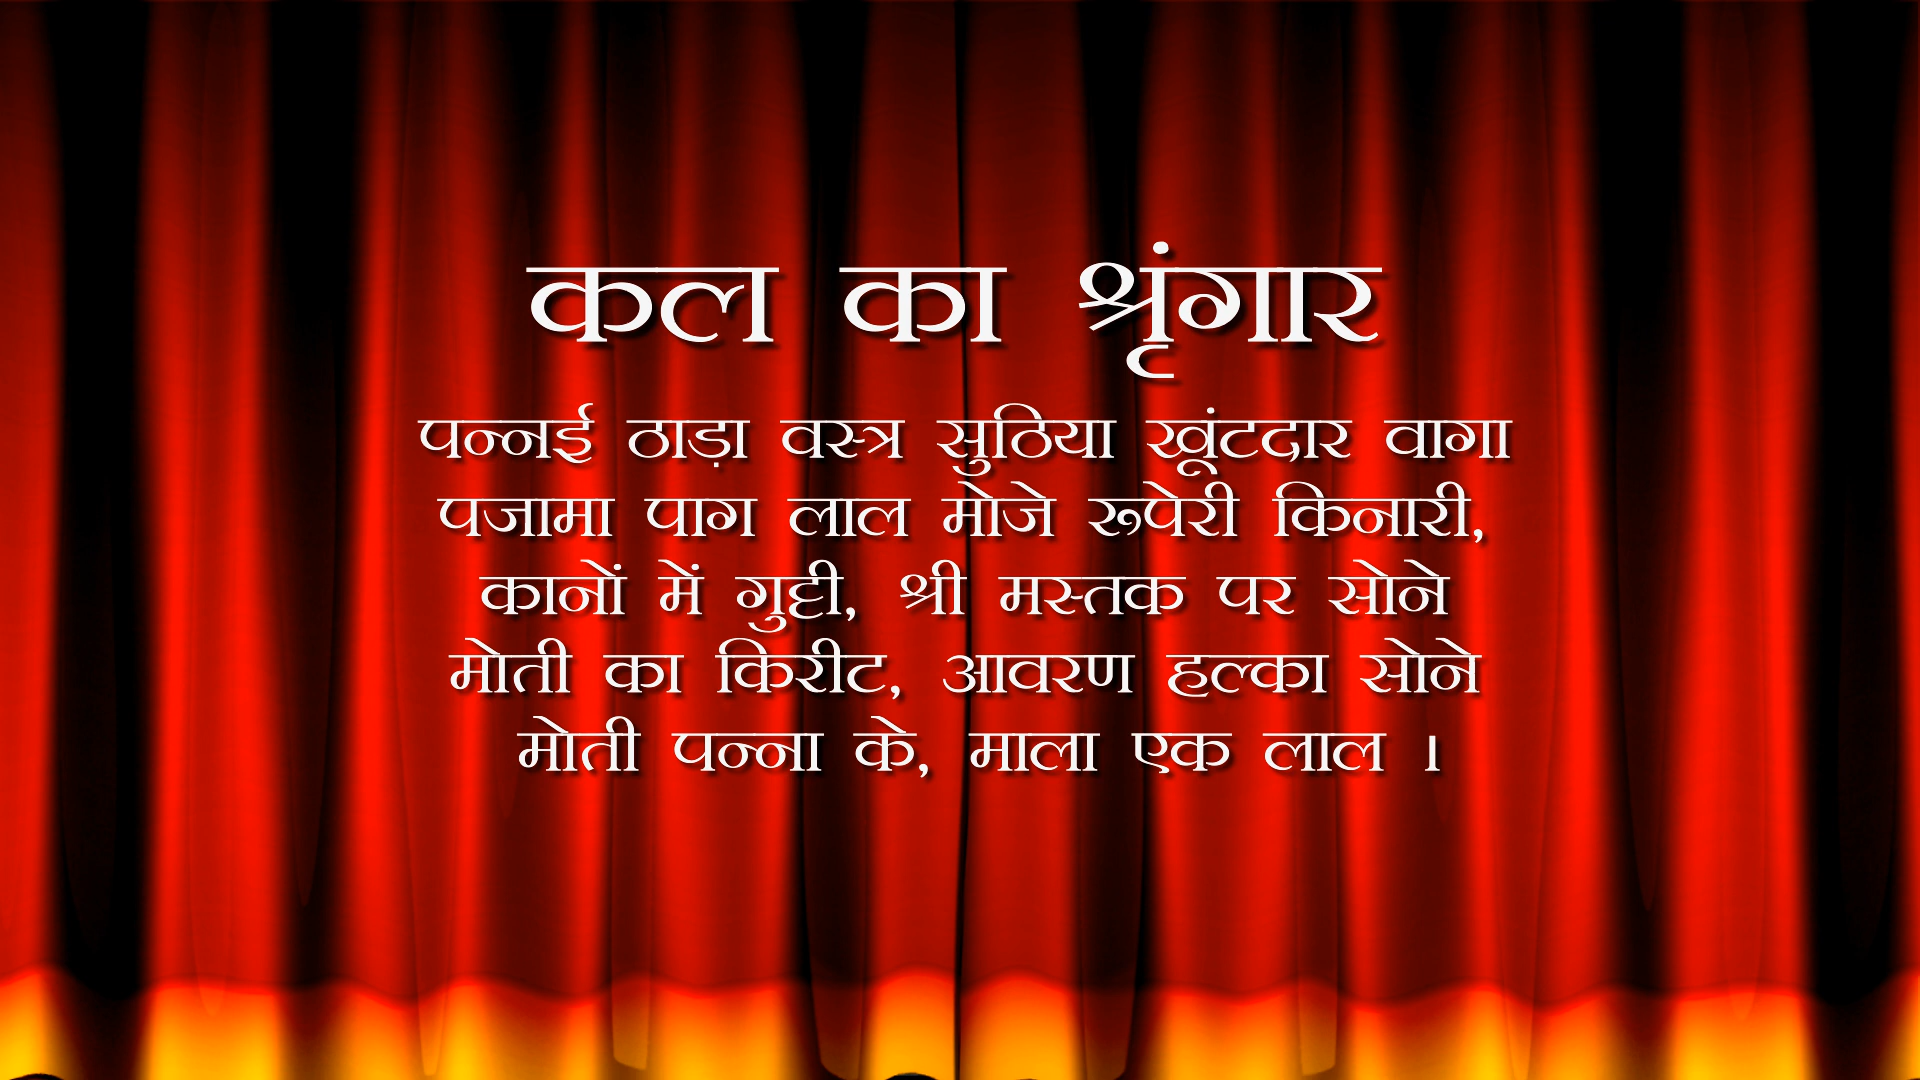 कल का श्रृंगार
पन्नई ठाड़ा वस्त्र सुठिया खूंटदार वागा
पजामा पाग लाल मोजे रूपेरी किनारी,
कानों में गुद्दी, श्री मस्तक पर सोने
मोती का किरीट, आवरण हल्का सोने
मोती पन्ना के, माला एक लाल ।